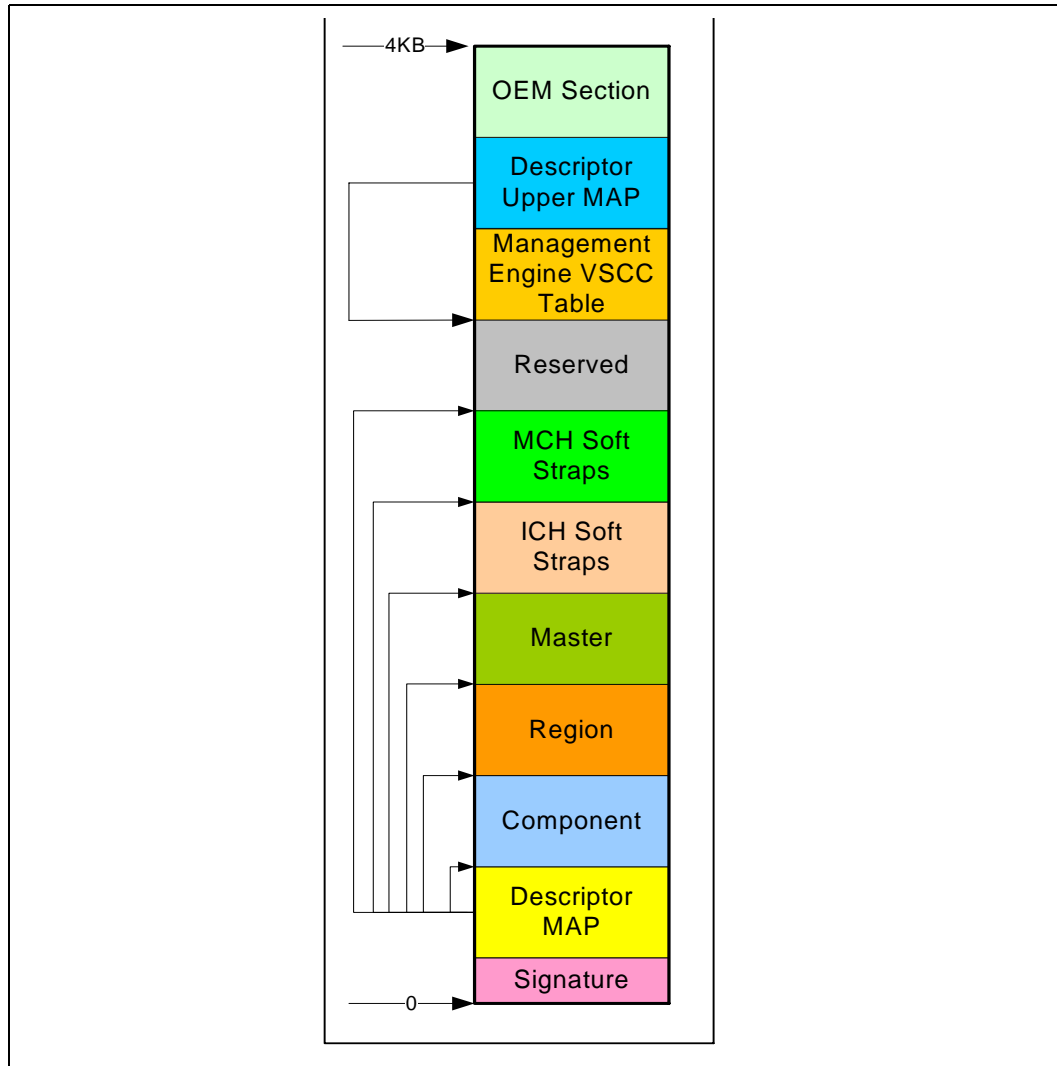 4KB
OEM Section
Descriptor
Upper MAP
Management
Engine VSCC
Table
Reserved
MCH Soft
Straps
ICH Soft
Straps
Master
Region
Component
Descriptor
MAP
Signature
0